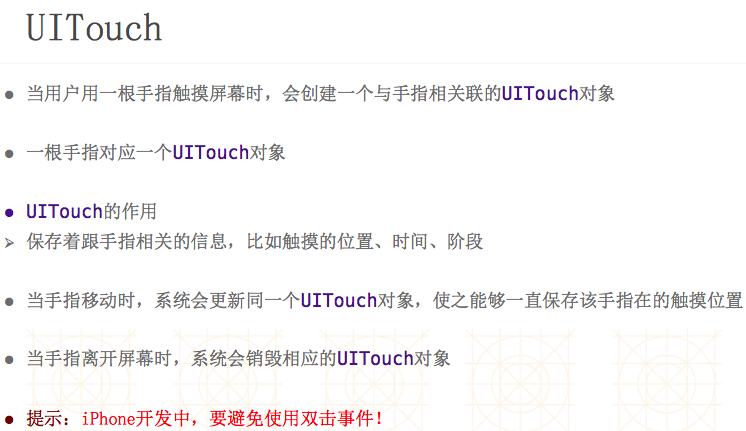 UITouch
当用户用一根手指触摸屏幕时，会创建一个与手指相关联的UITouch对象
一根手指对应一个UITouch对象
UITouch的作用
保存着跟手指相关的信息，比如触摸的位置、时间、阶段
当手指移动时，系统会更新同一个UITouch对象，使之能够一直保存该手指在的触摸位置
当手指离开屏幕时，系统会销毁相应的UITouch对象
提示：iPhone开发中，要避免使用双击事件！